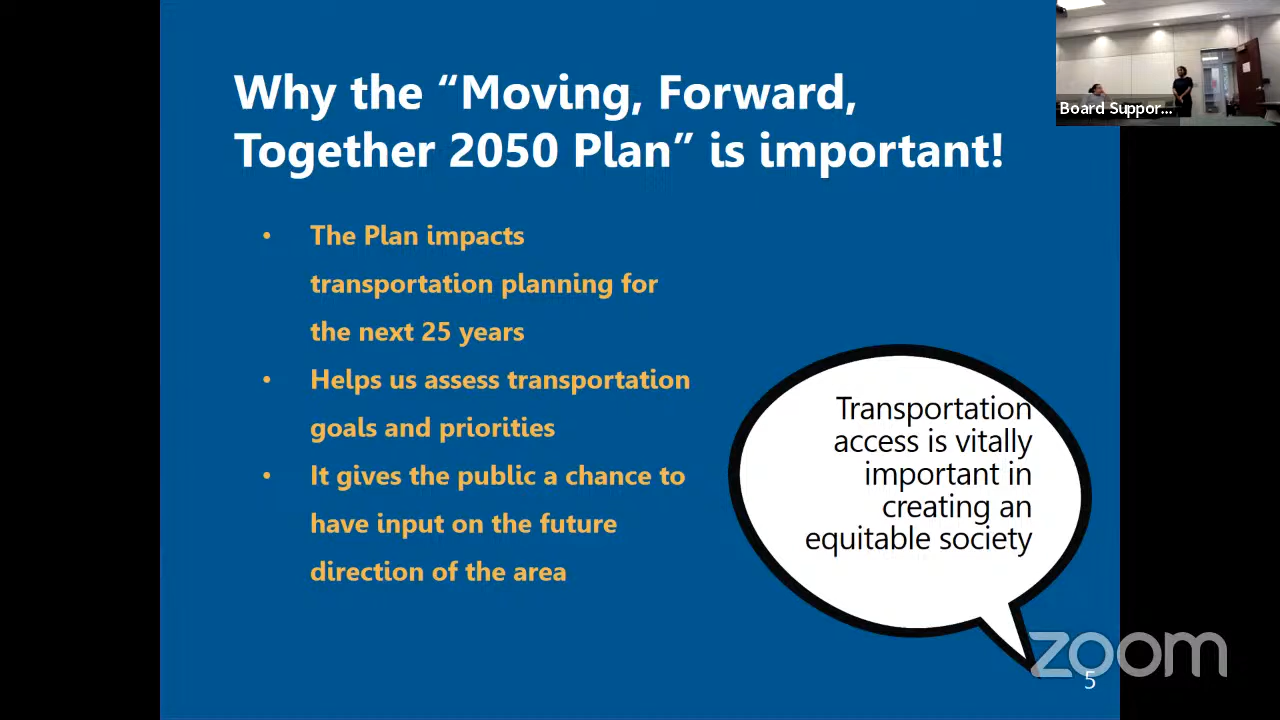 Why the “Moving, Forward,
Together 2050 Plan” is important!
Board Suppor...
• The Plan impacts
transportation planning for
the next 25 years
• Helps us assess transportation
goals and priorities
• It gives the public a chance to
have input on the future
direction of the area
Transportation
access is vitally
important in
creating an
equitable society
zoom
5